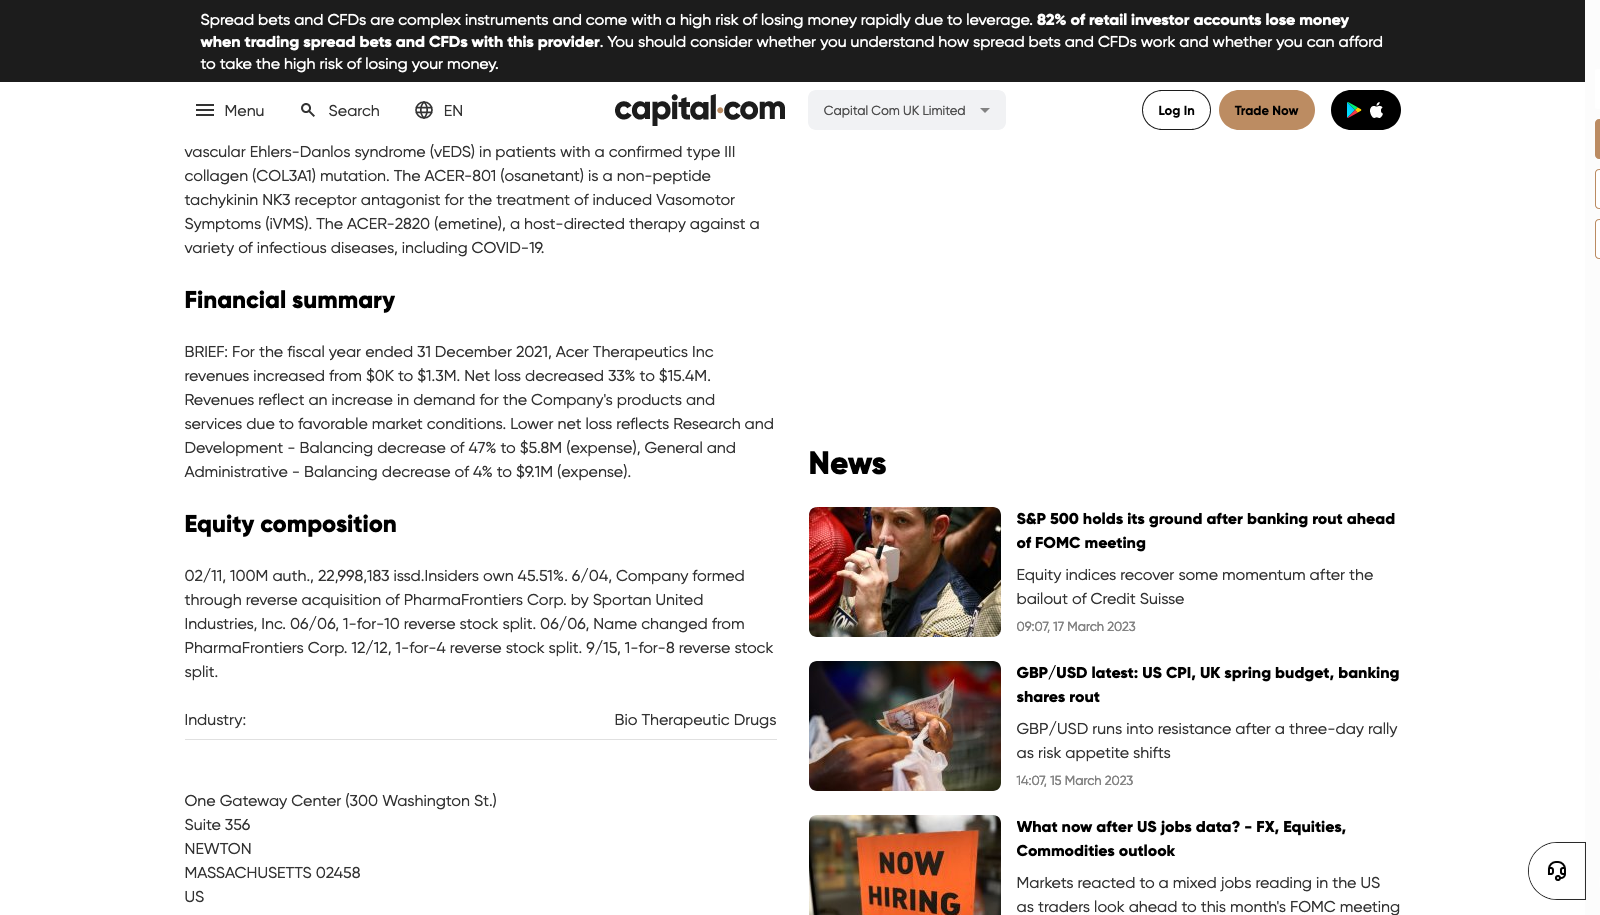 Spread bets and CFDs are complex instruments and come with a high risk of losing money rapidly due to leverage. 82% of retail investor accounts lose money
when trading spread bets and CFDs with this provider. You should consider whether you understand how spread bets and CFDs work and whether you can afford
to take the high risk of losing your money.
Menu
Search
EN
capital.com
Capital Com UK Limited
Log In
Trade Now
vascular Ehlers-Danlos syndrome (vEDS) in patients with a confirmed type III
collagen (COL3A1) mutation. The ACER-801 (osanetant) is a non-peptide
tachykinin NK3 receptor antagonist for the treatment of induced Vasomotor
Symptoms (iVMS). The ACER-2820 (emetine), a host-directed therapy against a
variety of infectious diseases, including COVID-19.
Financial summary
BRIEF: For the fiscal year ended 31 December 2021, Acer Therapeutics Inc
revenues increased from $0K to $1.3M. Net loss decreased 33% to $15.4M.
Revenues reflect an increase in demand for the Company's products and
services due to favorable market conditions. Lower net loss reflects Research and
Development - Balancing decrease of 47% to $5.8M (expense), General and
Administrative - Balancing decrease of 4% to $9.1M (expense).
Equity composition
02/11, 100M auth., 22,998,183 issd.Insiders own 45.51%. 6/04, Company formed
through reverse acquisition of PharmaFrontiers Corp. by Sportan United
Industries, Inc. 06/06, 1-for-10 reverse stock split. 06/06, Name changed from
PharmaFrontiers Corp. 12/12, 1-for-4 reverse stock split. 9/15, 1-for-8 reverse stock
split.
Industry:
Bio Therapeutic Drugs
One Gateway Center (300 Washington St.)
Suite 356
NEWTON
MASSACHUSETTS 02458
US
News
S&P 500 holds its ground after banking rout ahead
of FOMC meeting
Equity indices recover some momentum after the
bailout of Credit Suisse
09:07, 17 March 2023
GBP/USD latest: US CPI, UK spring budget, banking
shares rout
GBP/USD runs into resistance after a three-day rally
as risk appetite shifts
14:07, 15 March 2023
NOW
HIRING
What now after US jobs data? - FX, Equities,
Commodities outlook
Markets reacted to a mixed jobs reading in the US
as traders look ahead to this month's FOMC meeting